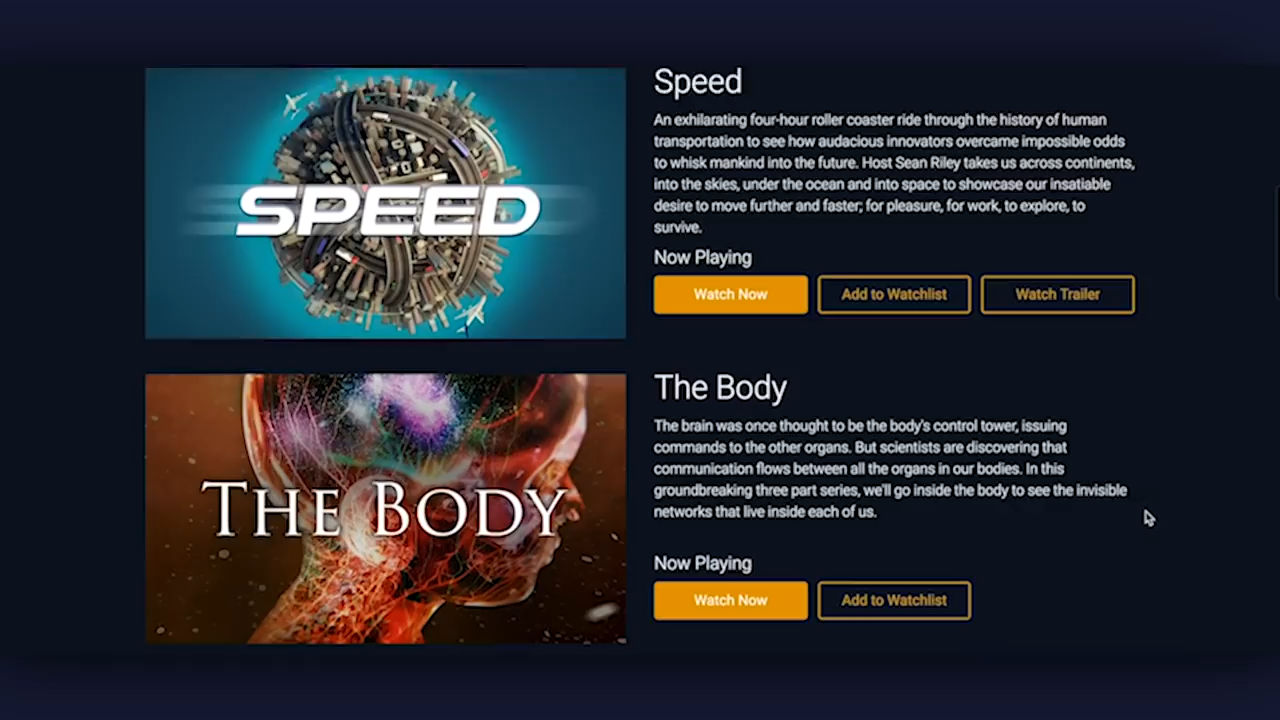 SPEED
Speed
An exhilarating four-hour roller coaster ride through the history of human
transportation to see how audacious innovators overcame impossible odds
to whisk mankind into the future. Host Sean Riley takes us across continents,
into the skies, under the ocean and into space to showcase our insatiable
desire to move further and faster; for pleasure, for work, to explore, to
survive.
Now Playing
Watch Now
Add to Watchlist
Watch Trailer
THE BODY
The Body
The brain was once thought to be the body's control tower, issuing
commands to the other organs. But scientists are discovering that
communication flows between all the organs in our bodies. In this
groundbreaking three part series, we'll go inside the body to see the invisible
networks that live inside each of us.
Now Playing
Watch Now
Add to Watchlist